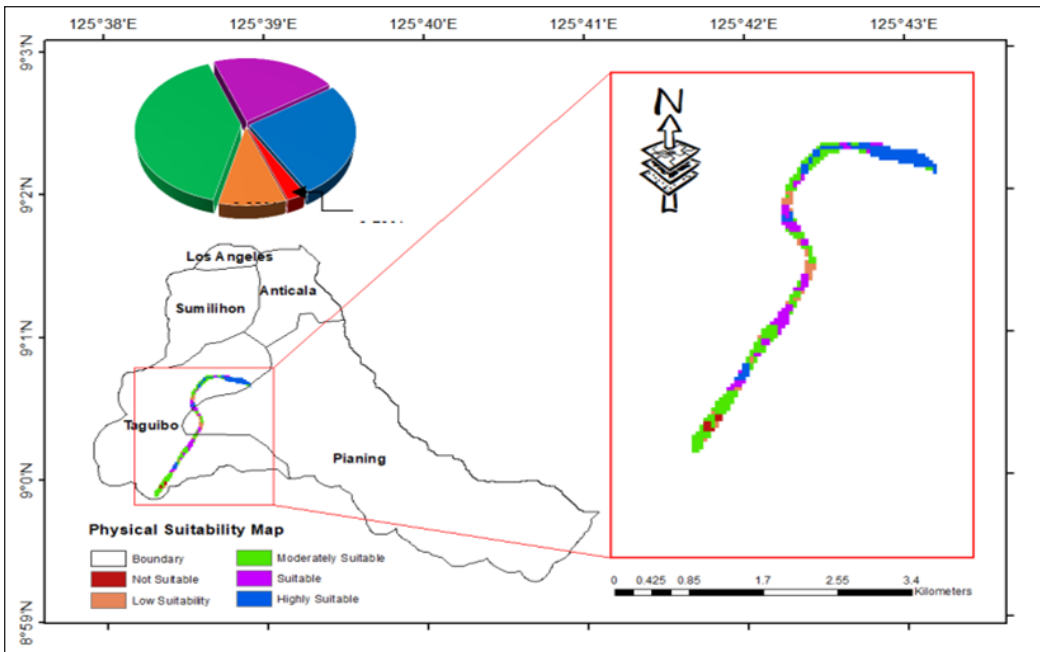 125°38'E 125°39'E 125°40'E 125°41'E 125°42'E 125°43'E
9°3'N
9°2'N
9°1'N
9°0'N
8°59'N
N
Los Angeles
Anticala
Sumilihon
Taguibo
Pianing
Physical Suitability Map
Boundary
Not Suitable
Low Suitability
Moderately Suitable
Suitable
Highly Suitable
0 0.425 0.85 1.7 2.55 3.4
Kilometers